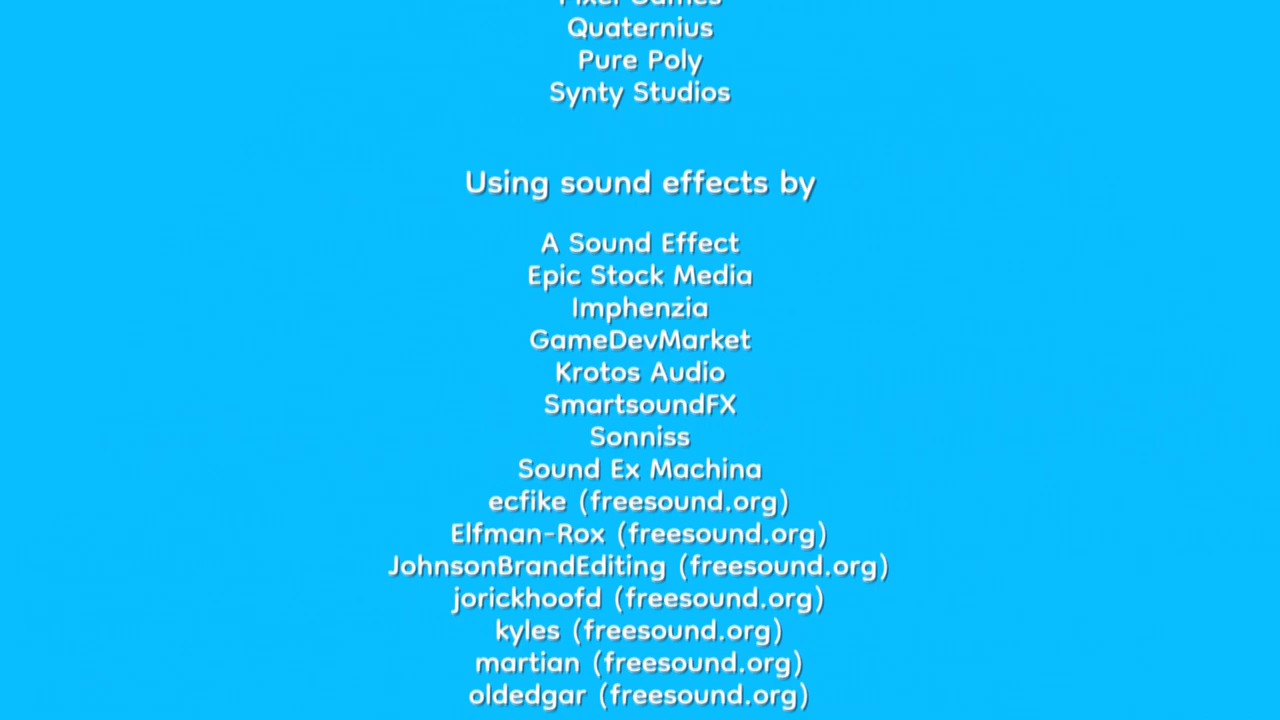 Pixel Games
Quaternius
Pure Poly
Synty Studios
Using sound effects by
A Sound Effect
Epic Stock Media
Imphenzia
GameDevMarket
Krotos Audio
SmartsoundFX
Sonniss
Sound Ex Machina
ecfike (freesound.org)
Elfman-Rox (freesound.org)
JohnsonBrandEditing (freesound.org)
jorickhoofd (freesound.org)
kyles (freesound.org)
martian (freesound.org)
oldedgar (freesound.org)